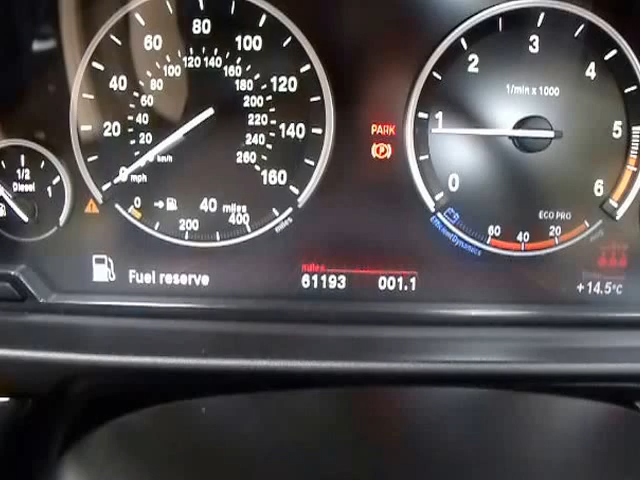 20 40 60 80 100 120 140 160
0 mph
20 40 60 80 100 120 140 160 180 200 220 240 260
km/h
0 40 miles
200 400 miles
1/2
Diesel
1
0 1 2 3 4 5 6
1/min x 1000
PARK
P
ECO PRO
60 40 20
EfficientDynamics
Fuel reserve
miles
61193 001.1
+14.5°C